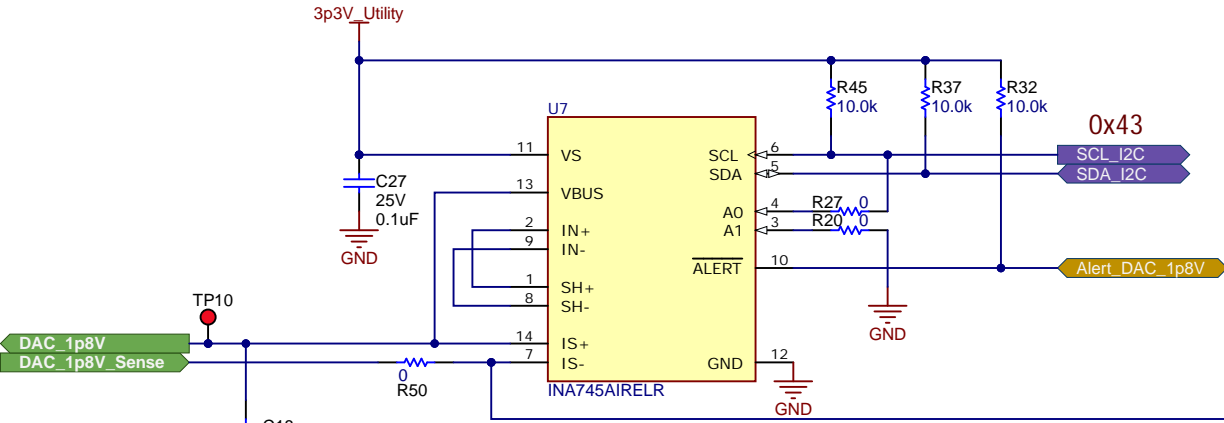 3p3V_Utility
R45
10.0k
R37
10.0k
R32
10.0k
0x43
U7
11
VS
SCL
6
SCL_I2C
SDA
5
SDA_I2C
C27
25V
0.1uF
13
VBUS
GND
2
IN+
9
IN-
A0
4
R27
0
A1
3
R20
0
ALERT
10
Alert_DAC_1p8V
1
SH+
8
SH-
GND
TP10
DAC_1p8V
14
IS+
DAC_1p8V_Sense
7
IS-
GND
12
0
R50
INA745AIRELR
GND